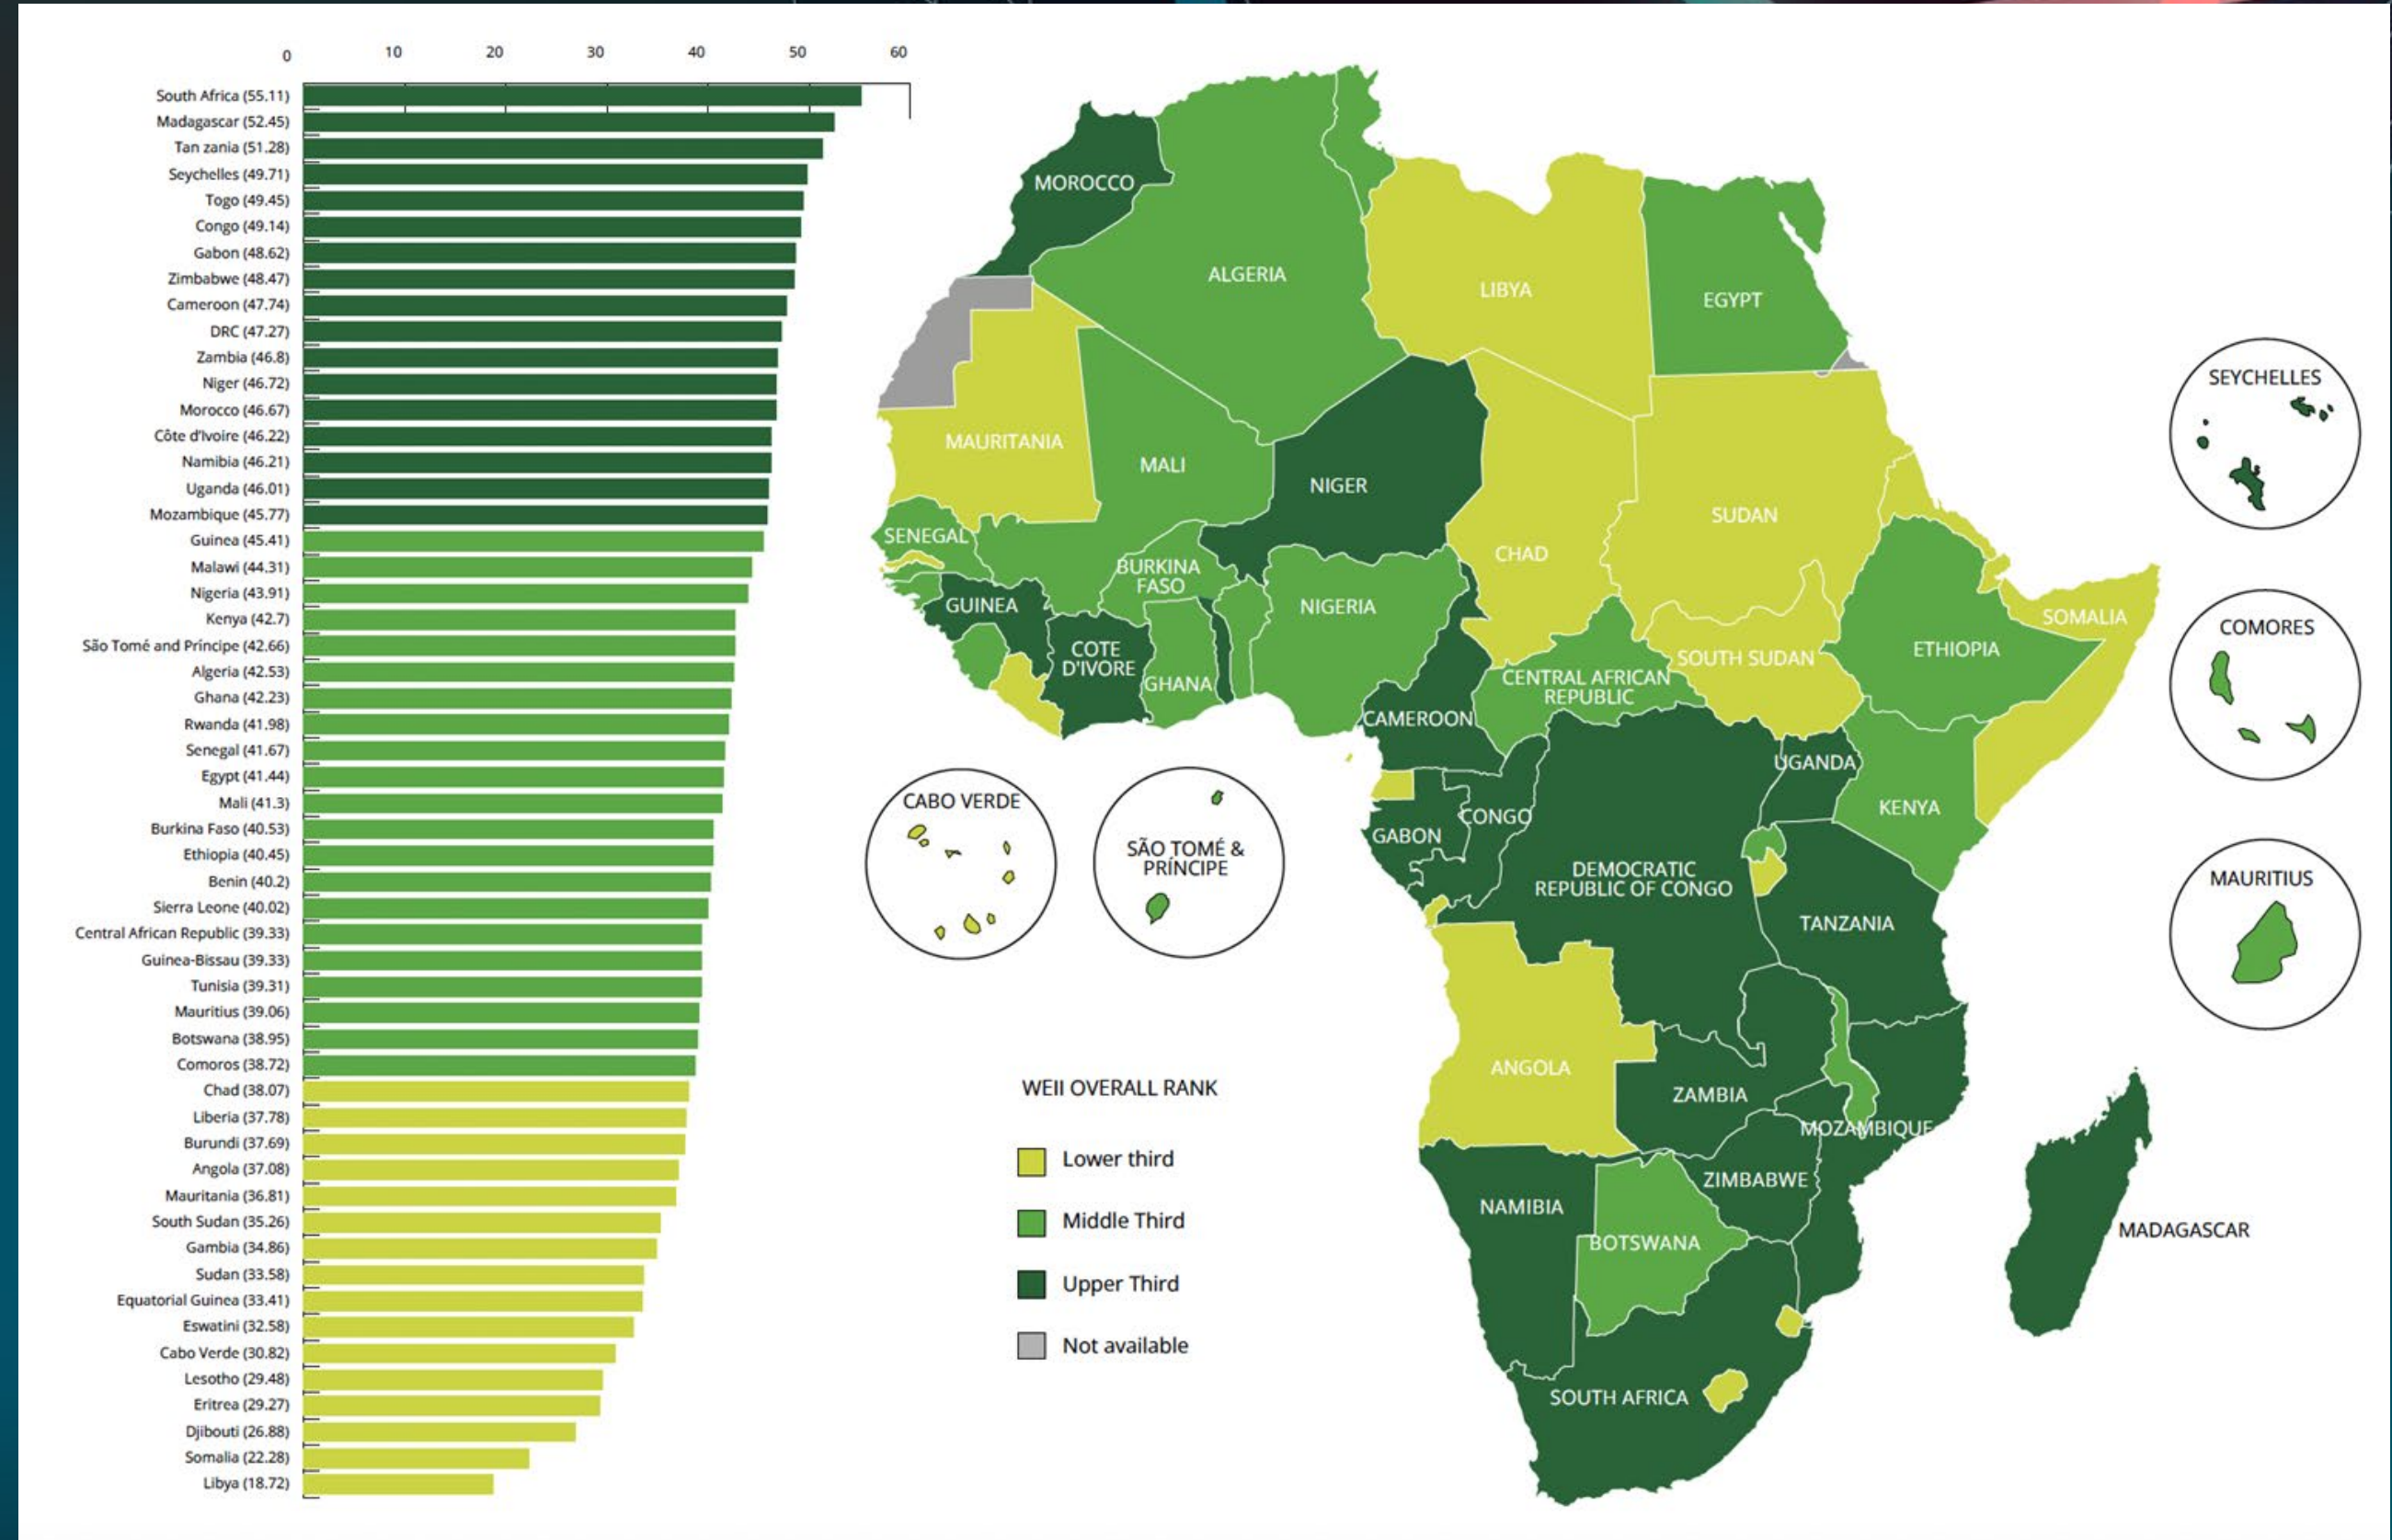 0 10 20 30 40 50 60
South Africa (55.11)
Madagascar (52.45)
Tan zania (51.28)
Seychelles (49.71)
Togo (49.45)
Congo (49.14)
Gabon (48.62)
Zimbabwe (48.47)
Cameroon (47.74)
DRC (47.27)
Zambia (46.8)
Niger (46.72)
Morocco (46.67)
Côte d'Ivoire (46.22)
Namibia (46.21)
Uganda (46.01)
Mozambique (45.77)
Guinea (45.41)
Malawi (44.31)
Nigeria (43.91)
Kenya (42.7)
São Tomé and Príncipe (42.66)
Algeria (42.53)
Ghana (42.23)
Rwanda (41.98)
Senegal (41.67)
Egypt (41.44)
Mali (41.3)
Burkina Faso (40.53)
Ethiopia (40.45)
Benin (40.2)
Sierra Leone (40.02)
Central African Republic (39.33)
Guinea-Bissau (39.33)
Tunisia (39.31)
Mauritius (39.06)
Botswana (38.95)
Comoros (38.72)
Chad (38.07)
Liberia (37.78)
Burundi (37.69)
Angola (37.08)
Mauritania (36.81)
South Sudan (35.26)
Gambia (34.86)
Sudan (33.58)
Equatorial Guinea (33.41)
Eswatini (32.58)
Cabo Verde (30.82)
Lesotho (29.48)
Eritrea (29.27)
Djibouti (26.88)
Somalia (22.28)
Libya (18.72)
MOROCCO
ALGERIA
LIBYA
EGYPT
MAURITANIA
MALI
NIGER
CHAD
SUDAN
SENEGAL
BURKINA
FASO
GUINEA
NIGERIA
COTE
D'IVORE
GHANA
CENTRAL AFRICAN
REPUBLIC
SOUTH SUDAN
ETHIOPIA
SOMALIA
CAMEROON
UGANDA
KENYA
GABON
CONGO
DEMOCRATIC
REPUBLIC OF CONGO
TANZANIA
ANGOLA
ZAMBIA
MOZAMBIQUE
ZIMBABWE
NAMIBIA
BOTSWANA
SOUTH AFRICA
MADAGASCAR
SEYCHELLES
COMORES
MAURITIUS
CABO VERDE
SÃO TOMÉ &
PRÍNCIPE
WEII OVERALL RANK
Lower third
Middle Third
Upper Third
Not available